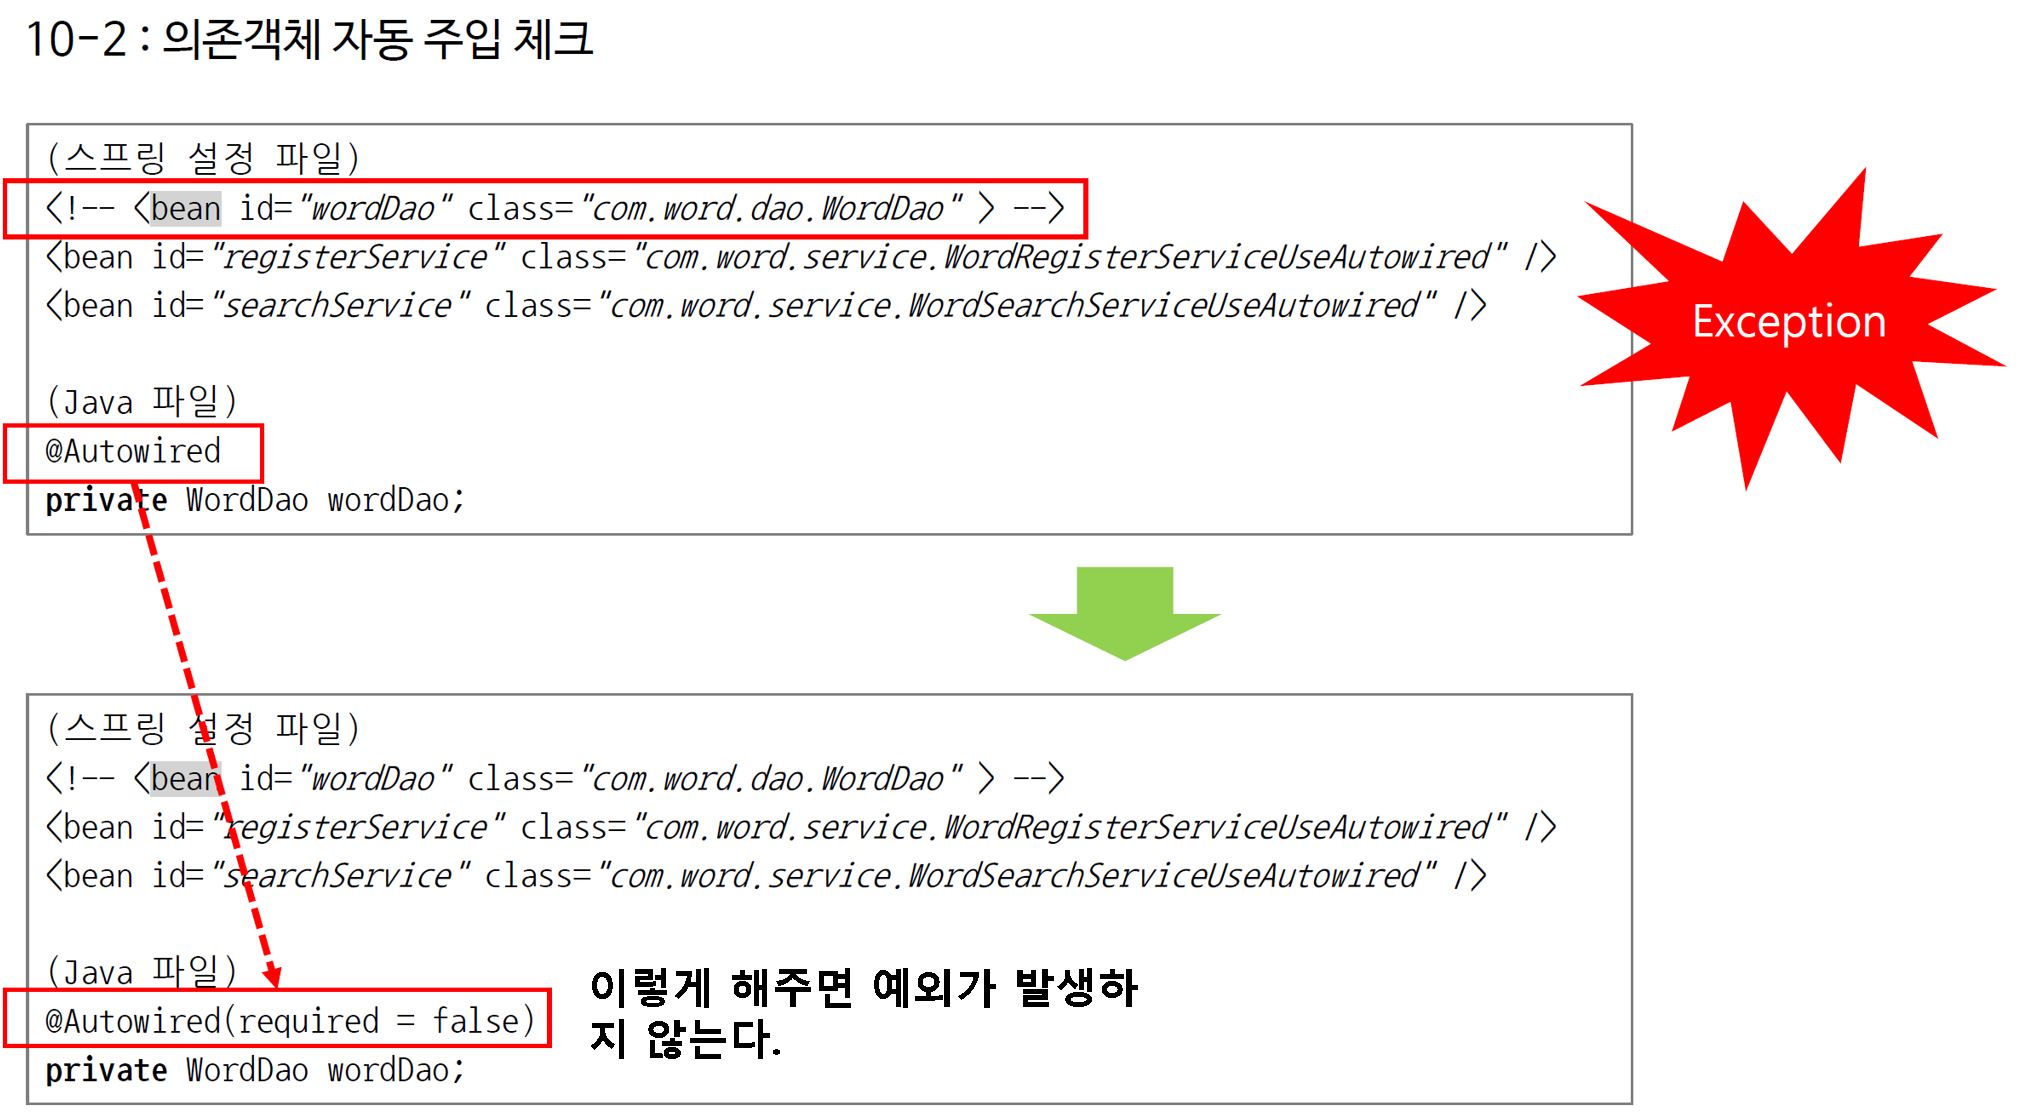 10-2 : 의존객체 자동 주입 체크
(스프링 설정 파일)
<!-- <bean id="wordDao" class="com.word.dao.WordDao" > -->
<bean id="registerService" class="com.word.service.WordRegisterServiceUseAutowired" />
<bean id="searchService" class="com.word.service.WordSearchServiceUseAutowired" />
Exception
(Java 파일)
@Autowired
private WordDao wordDao;
(스프링 설정 파일)
<!-- <bean id="wordDao" class="com.word.dao.WordDao" > -->
<bean id="registerService" class="com.word.service.WordRegisterServiceUseAutowired" />
<bean id="searchService" class="com.word.service.WordSearchServiceUseAutowired" />
(Java 파일)
@Autowired(required = false)
private WordDao wordDao;
이렇게 해주면 예외가 발생하
지 않는다.